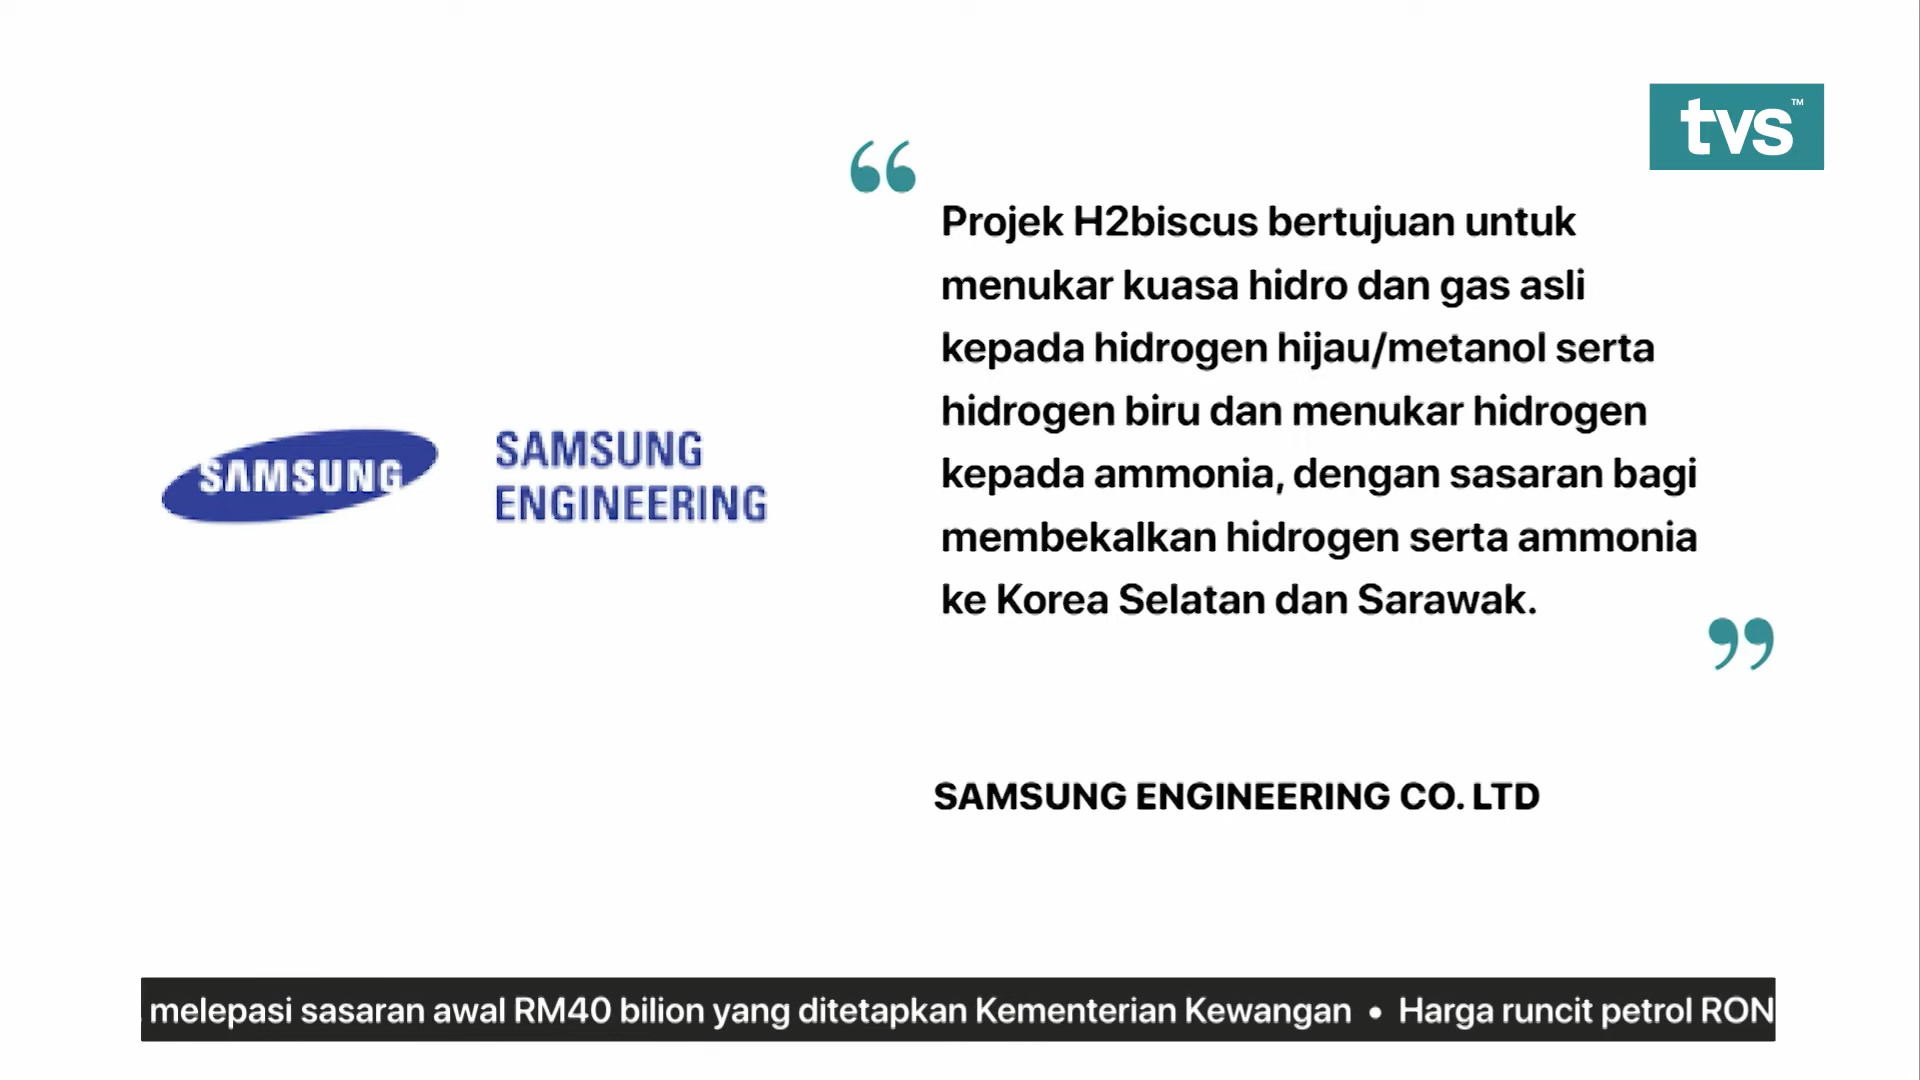 tvs™
“
Projek H2biscus bertujuan untuk
menukar kuasa hidro dan gas asli
kepada hidrogen hijau/metanol serta
hidrogen biru dan menukar hidrogen
kepada ammonia, dengan sasaran bagi
membekalkan hidrogen serta ammonia
ke Korea Selatan dan Sarawak.
”
SAMSUNG
SAMSUNG
ENGINEERING
SAMSUNG ENGINEERING CO. LTD
melepasi sasaran awal RM40 bilion yang ditetapkan Kementerian Kewangan • Harga runcit petrol RON